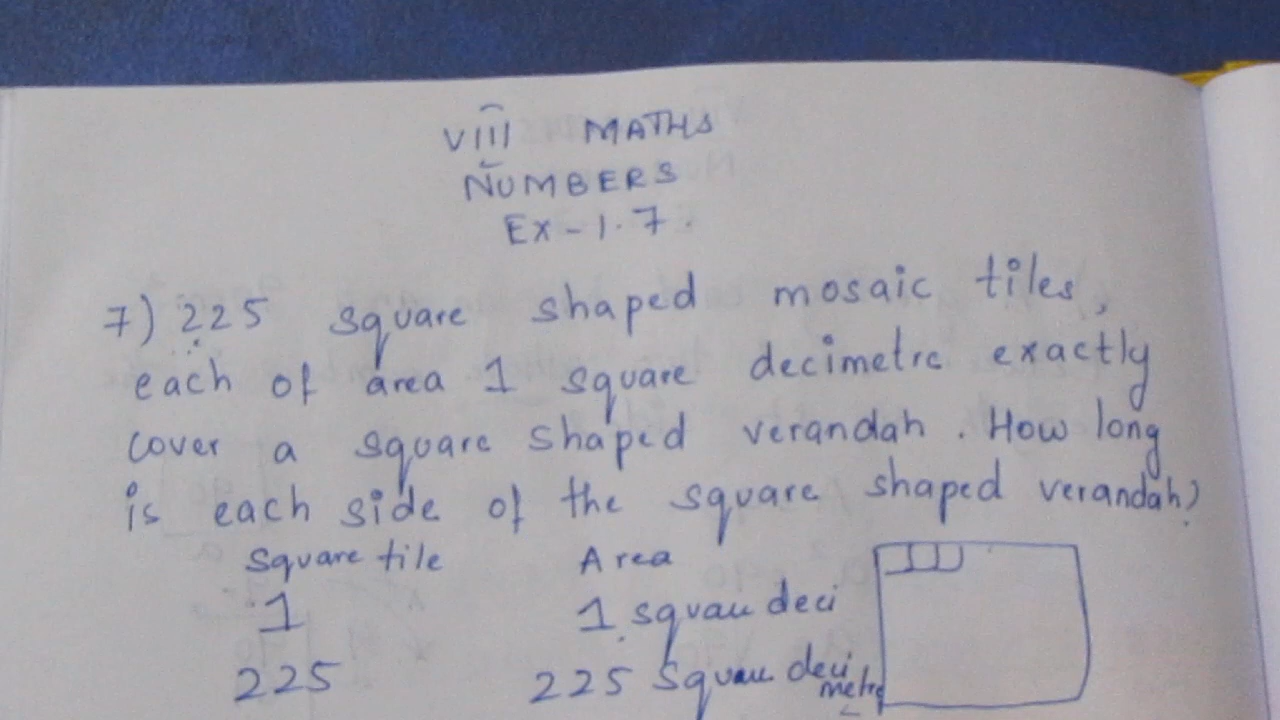 VIII MATHS
NUMBERS
Ex - 1.7.
7) 225 square shaped mosaic tiles,
each of area 1 square decimetre exactly
cover a square shaped verandah. How long
is each side of the square shaped verandah?
Square tile Area
1 1 square deci
225 225 Square deci
metre